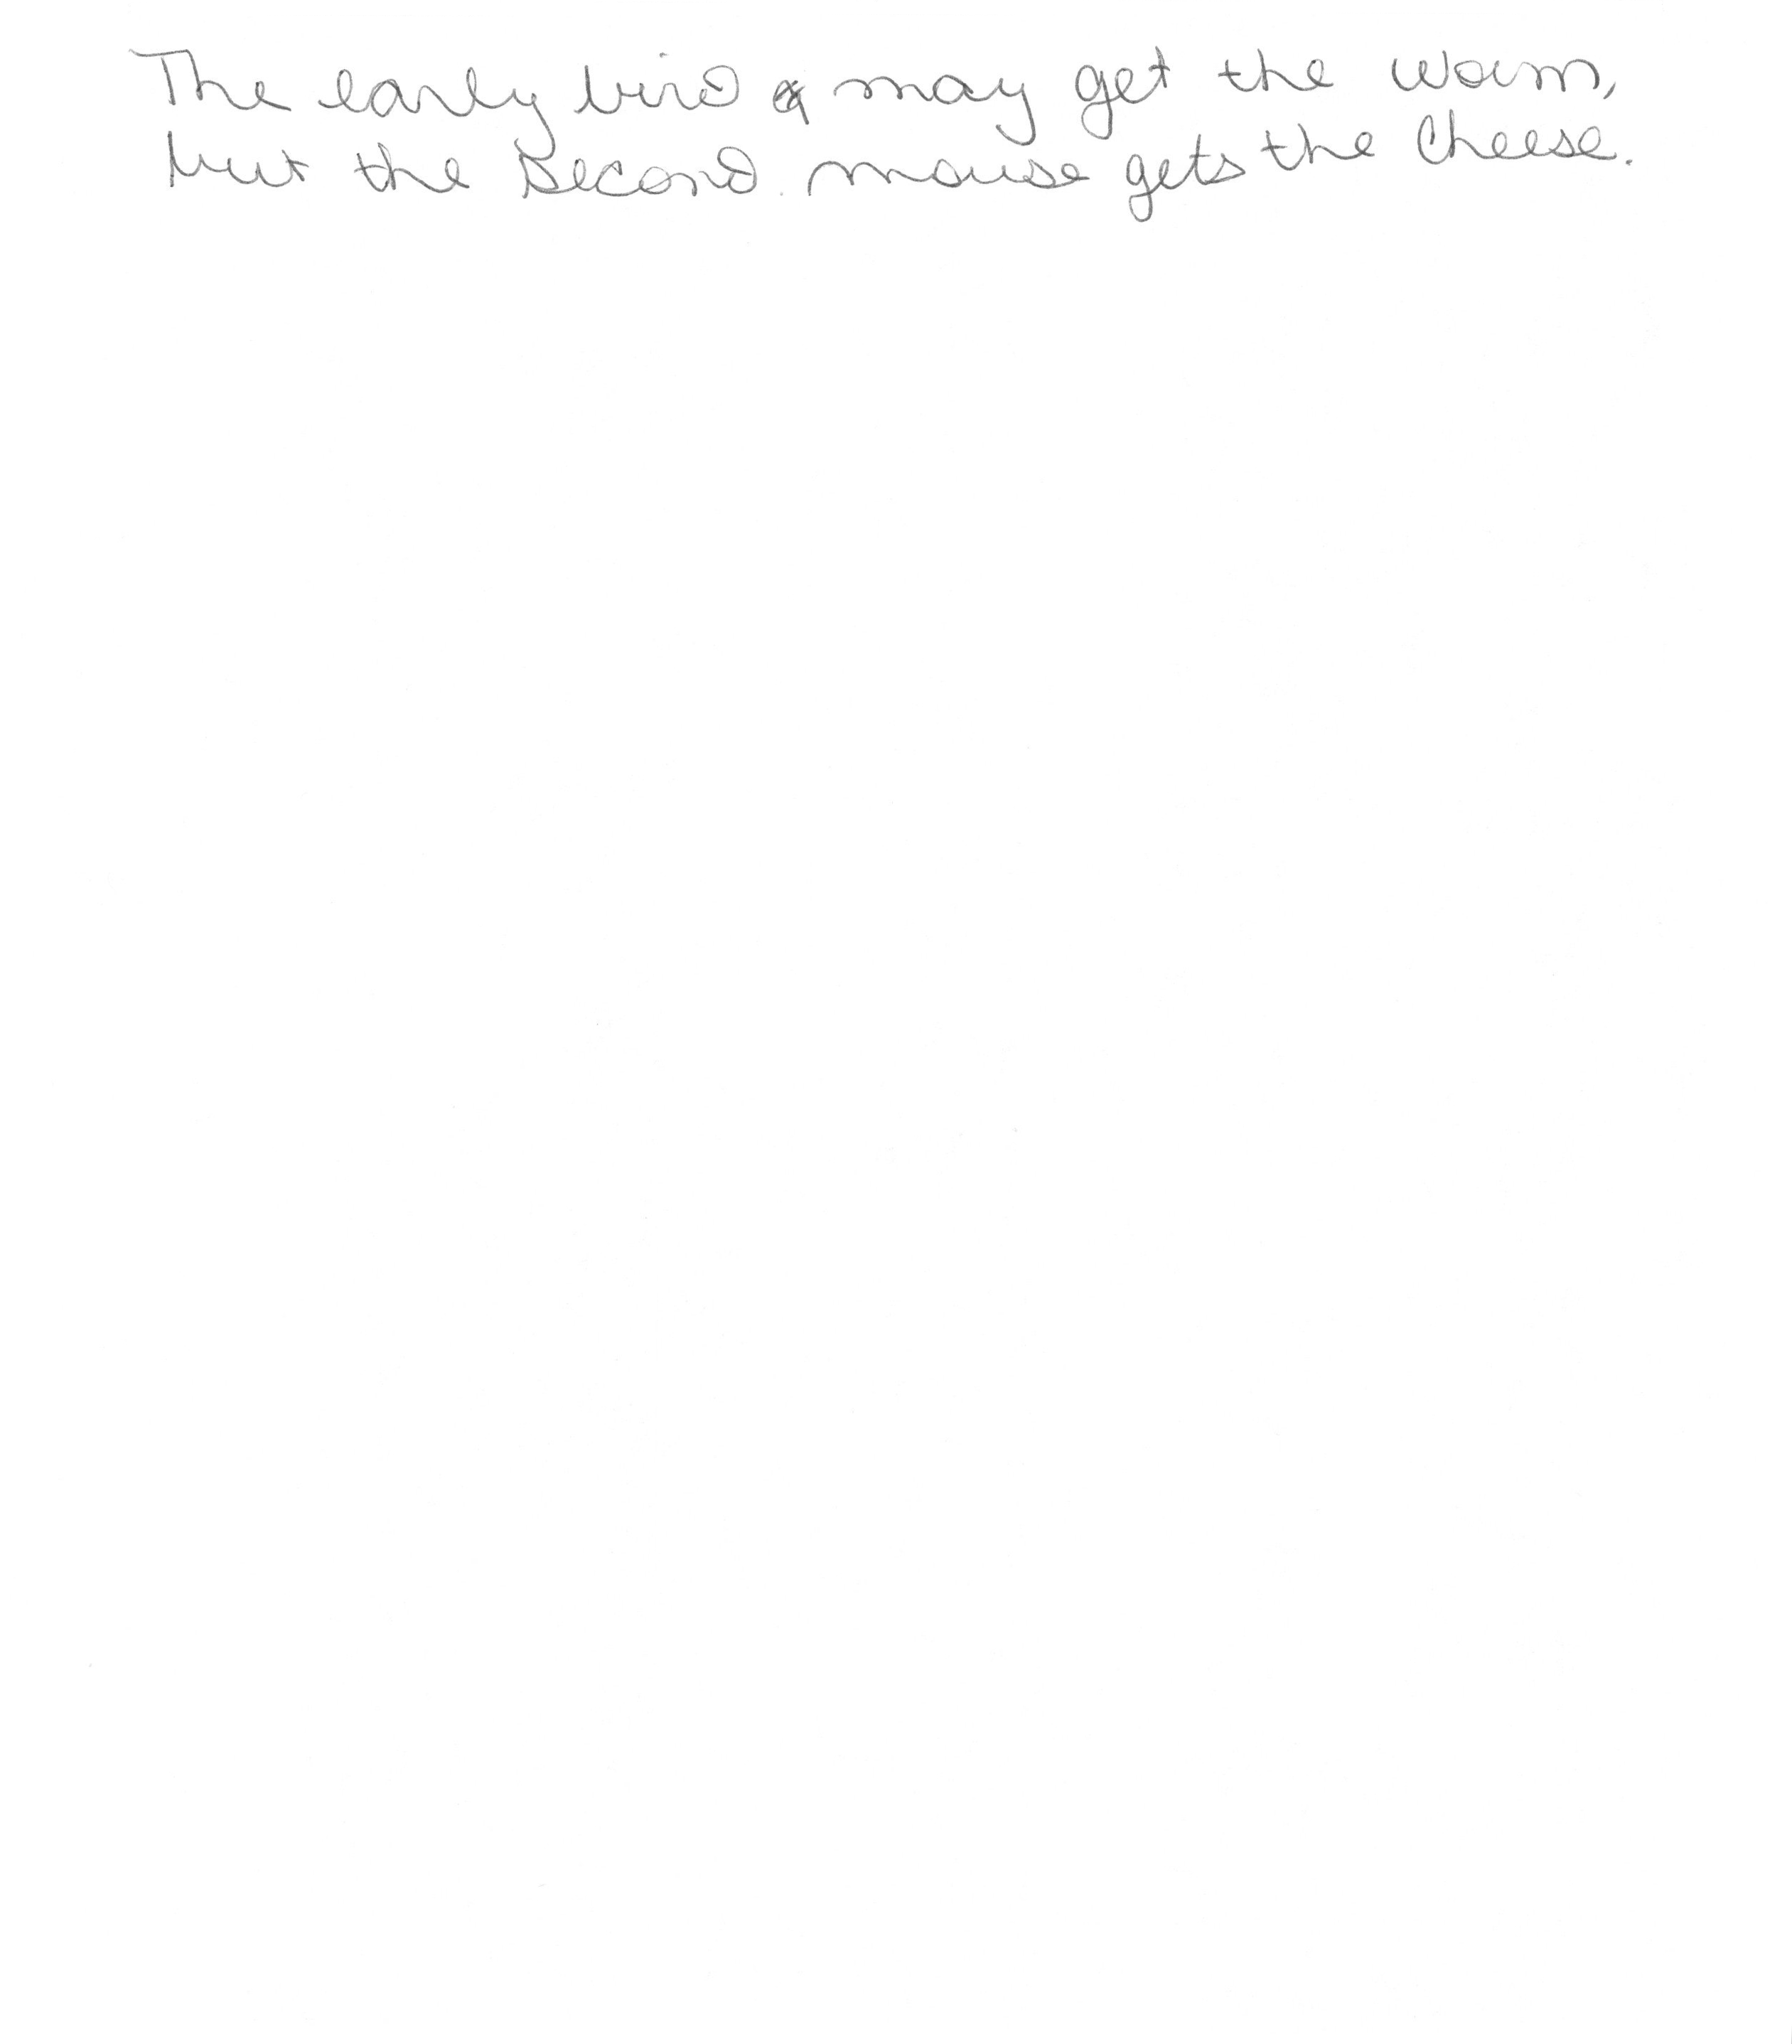 The early bird may get the worm,
but the second mouse gets the cheese.